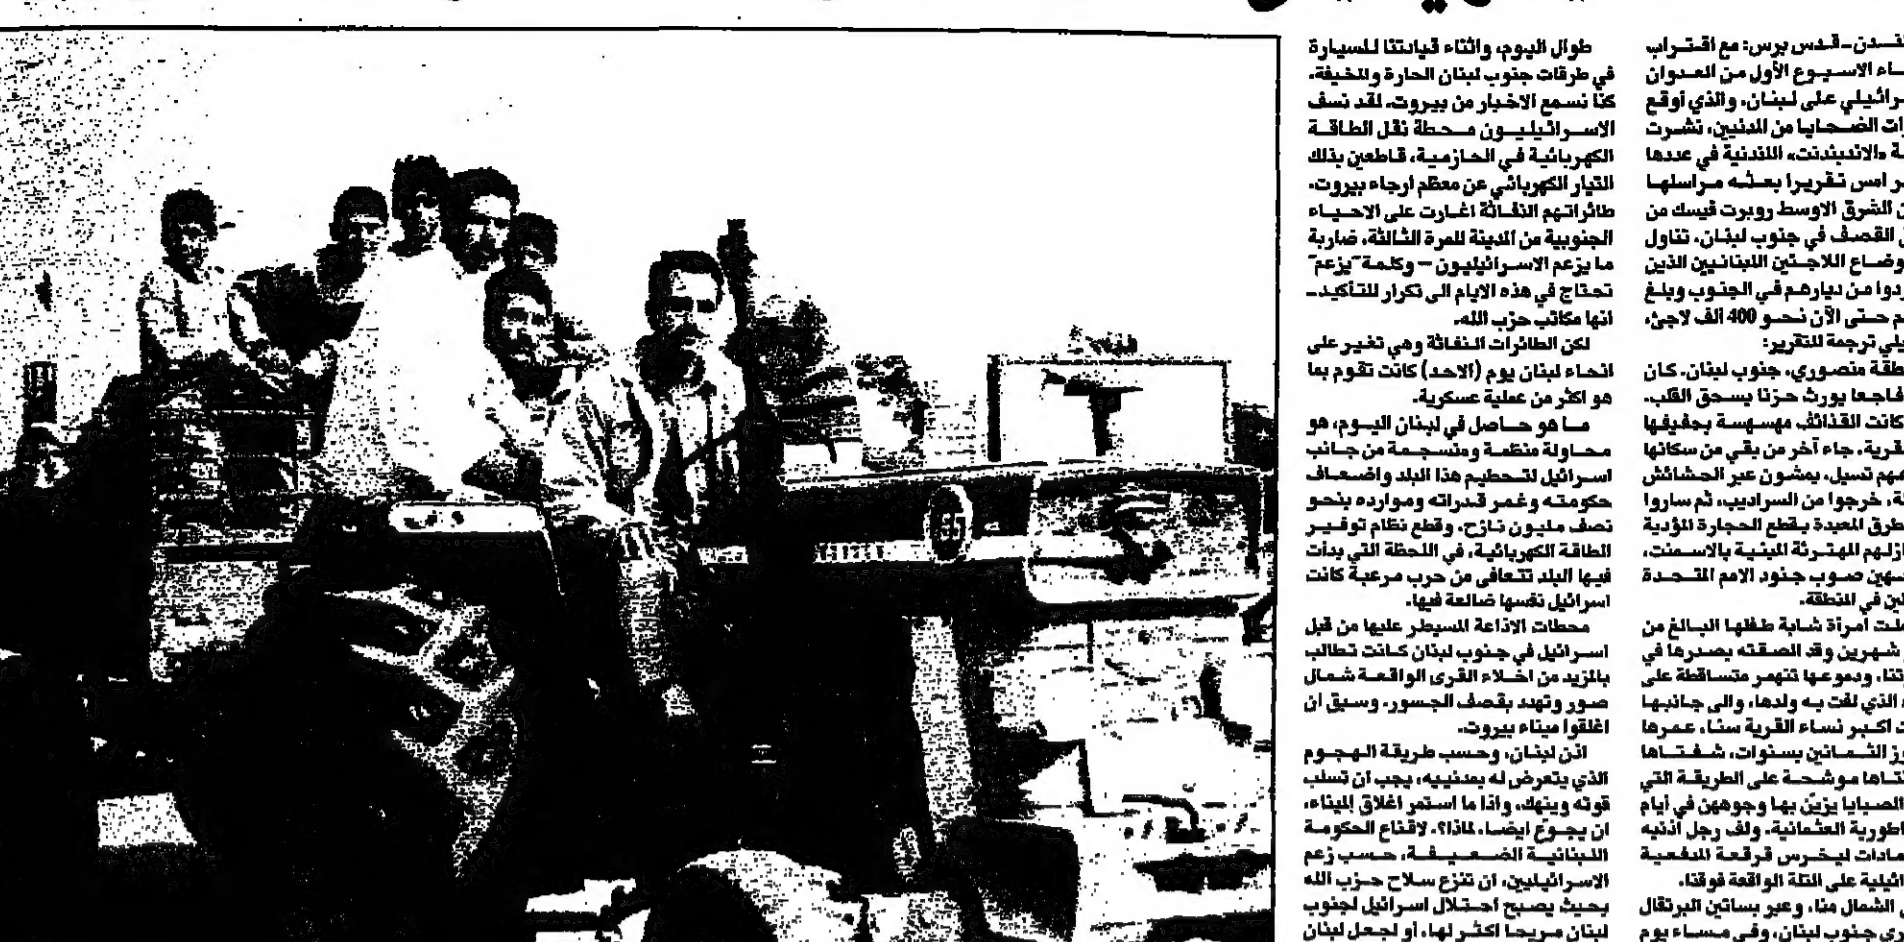 لندن-قدس برس: مع اقتراب
الاسبوع الأول من العدوان
على لبنان، والذي أوقع
الضحايا من المدنيين، نشرت
«الاندبندنت» اللندنية في عددها
امس تقريرا بعثه مراسلها
الشرق الاوسط روبرت فيسك من
القصف في جنوب لبنان، تناول
اللاجئين اللبنانيين الذين
من ديارهم في الجنوب وبلغ
حتى الآن نحو 400 ألف لاجئ،
ترجمة للتقرير:
منصوري، جنوب لبنان، كان
فاجعا يورث حزنا يسحق القلب.
كانت القذائف مهسهسة بحفيفها
جاء آخر من بقي من سكانها
تسيل، يمشون عبر الحشائش
خرجوا من السراديب، ثم ساروا
المعبدة بقطع الحجارة المؤدية
المهترئة المبنية بالاسمنت،
صوب جنود الامم المتحدة
في المنطقة.
امرأة شابة طفلها البالغ من
شهرين وقد الصقته بصدرها في
ودموعها تنهمر متساقطة على
الذي لفت به ولدها، والى جانبها
اكبر نساء القرية سنا، عمرها
الثمانين بسنوات، شفتاها
موشحة على الطريقة التي
الصبايا يزيّن بها وجوههن في أيام
العثمانية. ولف رجل اذنيه
ليخرس قرقعة المدفعية
على التلة الواقعة فوقنا.
الشمال منا، وعبر بساتين البرتقال
جنوب لبنان، وفي مساء يوم
طوال اليوم، واثناء قيادتنا للسيارة
في طرقات جنوب لبنان الحارة والمخيفة،
كنا نسمع الاخبار من بيروت، لقد نسف
الاسرائيليون محطة نقل الطاقة
الكهربائية في الحازمية، قاطعين بذلك
التيار الكهربائي عن معظم ارجاء بيروت.
طائراتهم النفاثة اغارت على الاحياء
الجنوبية من المدينة للمرة الثالثة، ضاربة
ما يزعم الاسرائيليون – وكلمة "يزعم"
تحتاج في هذه الايام الى تكرار للتأكيد-
انها مكاتب حزب الله.
لكن الطائرات النفاثة وهي تغير على
انحاء لبنان يوم (الاحد) كانت تقوم بما
هو اكثر من عملية عسكرية.
ما هو حاصل في لبنان اليوم، هو
محاولة منظمة ومنسجمة من جانب
اسرائيل لتحطيم هذا البلد واضعاف
حكومته وغمر قدراته وموارده بنحو
نصف مليون نازح، وقطع نظام توفير
الطاقة الكهربائية، في اللحظة التي بدأت
فيها البلد تتعافى من حرب مرعبة كانت
اسرائيل نفسها ضالعة فيها.
محطات الاذاعة المسيطر عليها من قبل
اسرائيل في جنوب لبنان كانت تطالب
بالمزيد من اخلاء القرى الواقعة شمال
صور وتهدد بقصف الجسور. وسبق ان
اغلقوا ميناء بيروت.
اذن لبنان، وحسب طريقة الهجوم
الذي يتعرض له بمدنييه، يجب ان تسلب
قوته وينهك، واذا ما استمر اغلاق الميناء،
ان يجوع ايضا، لماذا؟، لاقناع الحكومة
اللبنانية الضعيفة، حسب زعم
الاسرائيليين، ان تنزع سلاح حزب الله
بحيث يصبح احتلال اسرائيل لجنوب
لبنان مريحا اكثر لها، أو لجعل لبنان